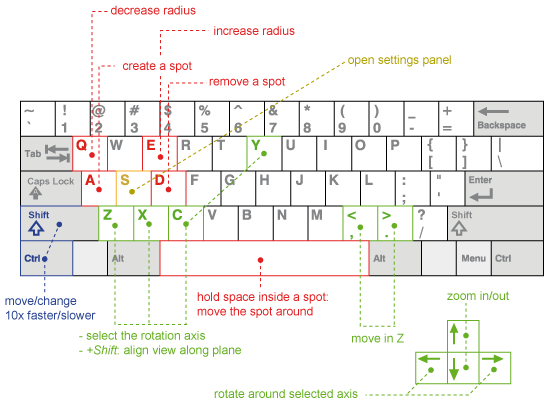 decrease radius
increase radius
create a spot
open settings panel
remove a spot
~ ! @ # $ % ^ & * ( ) _ +
` 1 2 3 4 5 6 7 8 9 0 - = Backspace
Tab Q W E R T Y U I O P { } |
[ ] \
Caps Lock A S D F G H J K L : " Enter
; '
Shift Z X C V B N M < > ? Shift
, . /
Ctrl Alt Alt Menu Ctrl
move/change
10x faster/slower
hold space inside a spot:
move the spot around
zoom in/out
- select the rotation axis
- +Shift: align view along plane
move in Z
rotate around selected axis